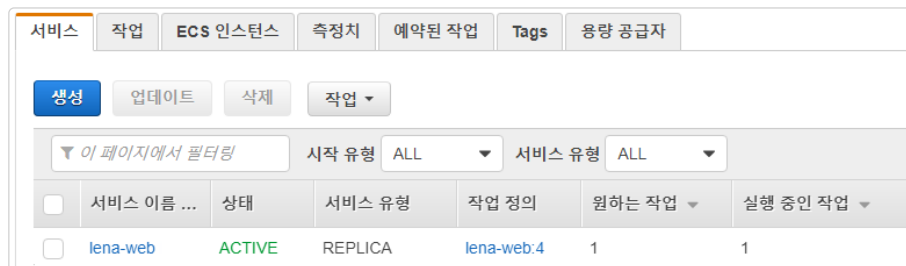 서비스 작업 ECS 인스턴스 측정치 예약된 작업 Tags 용량 공급자
생성 업데이트 삭제 작업
이 페이지에서 필터링 시작 유형 ALL 서비스 유형 ALL
서비스 이름 ... 상태 서비스 유형 작업 정의 원하는 작업 실행 중인 작업
lena-web ACTIVE REPLICA lena-web:4 1 1